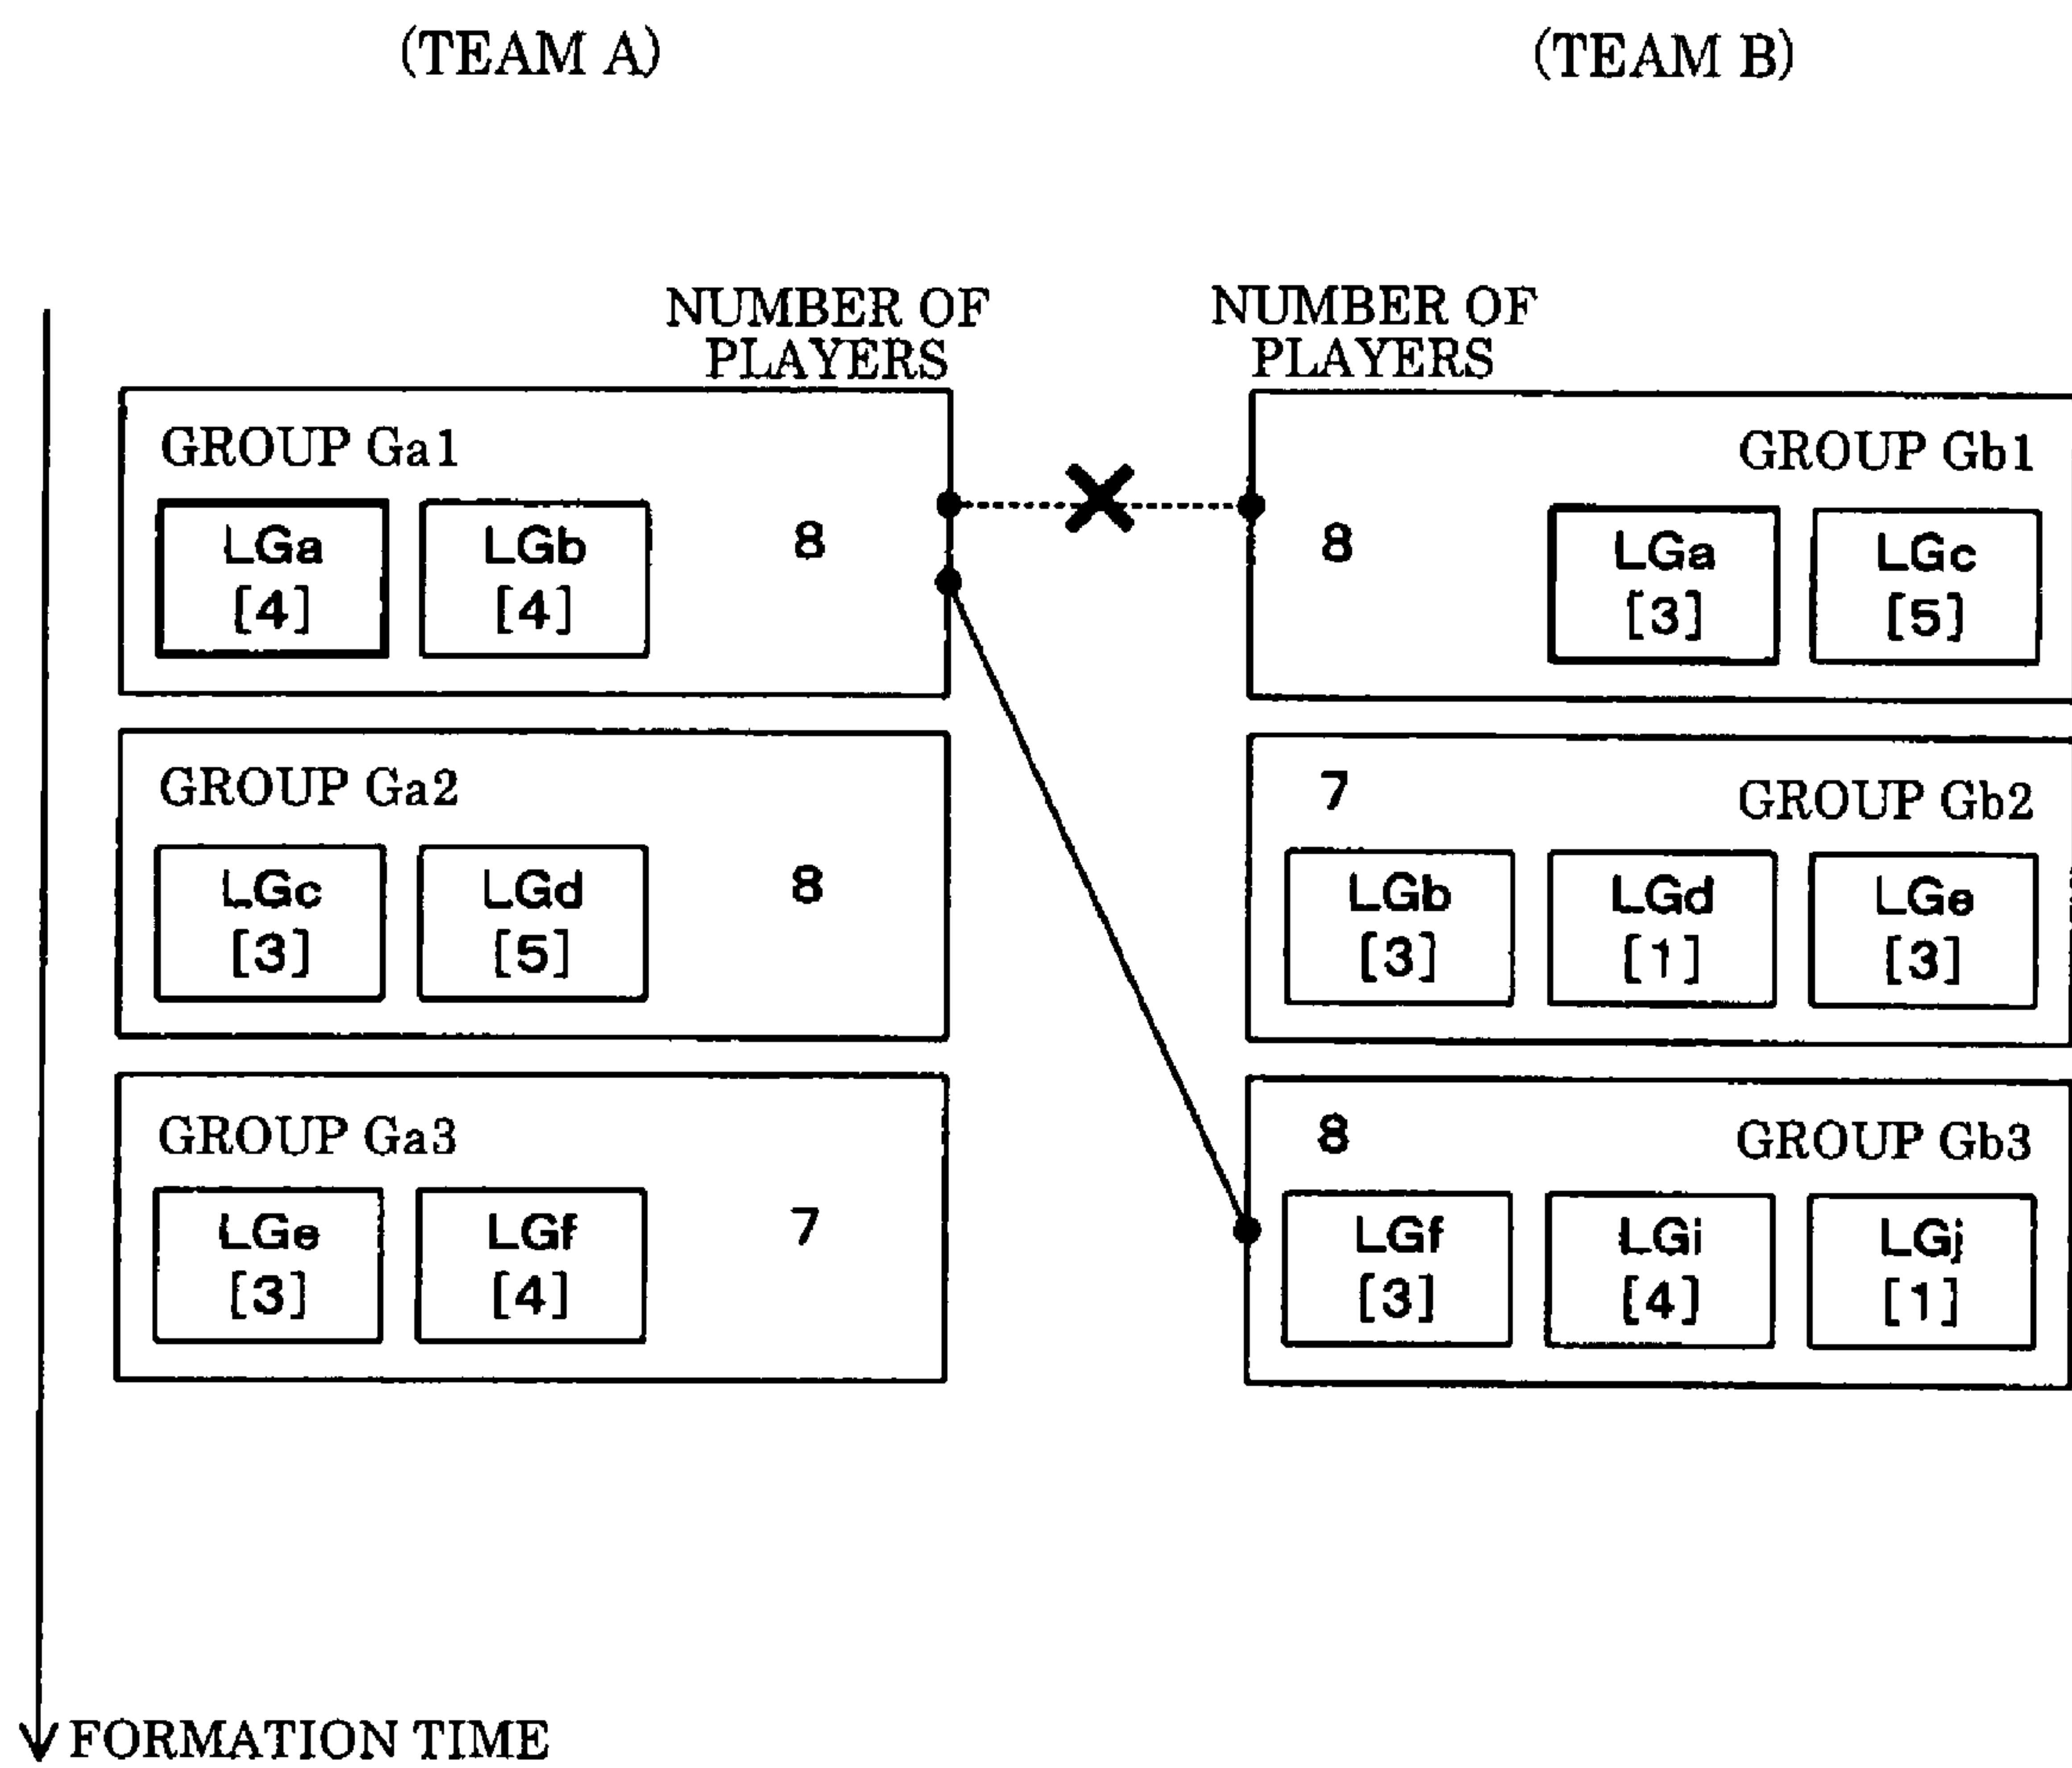 (TEAM A)
(TEAM B)
NUMBER OF
PLAYERS
NUMBER OF
PLAYERS
GROUP Ga1
LGa
[4]
LGb
[4]
8
GROUP Gb1
8
LGa
[3]
LGc
[5]
GROUP Ga2
LGc
[3]
LGd
[5]
8
7
GROUP Gb2
LGb
[3]
LGd
[1]
LGe
[3]
GROUP Ga3
LGe
[3]
LGf
[4]
7
8
GROUP Gb3
LGf
[3]
LGi
[4]
LGj
[1]
FORMATION TIME